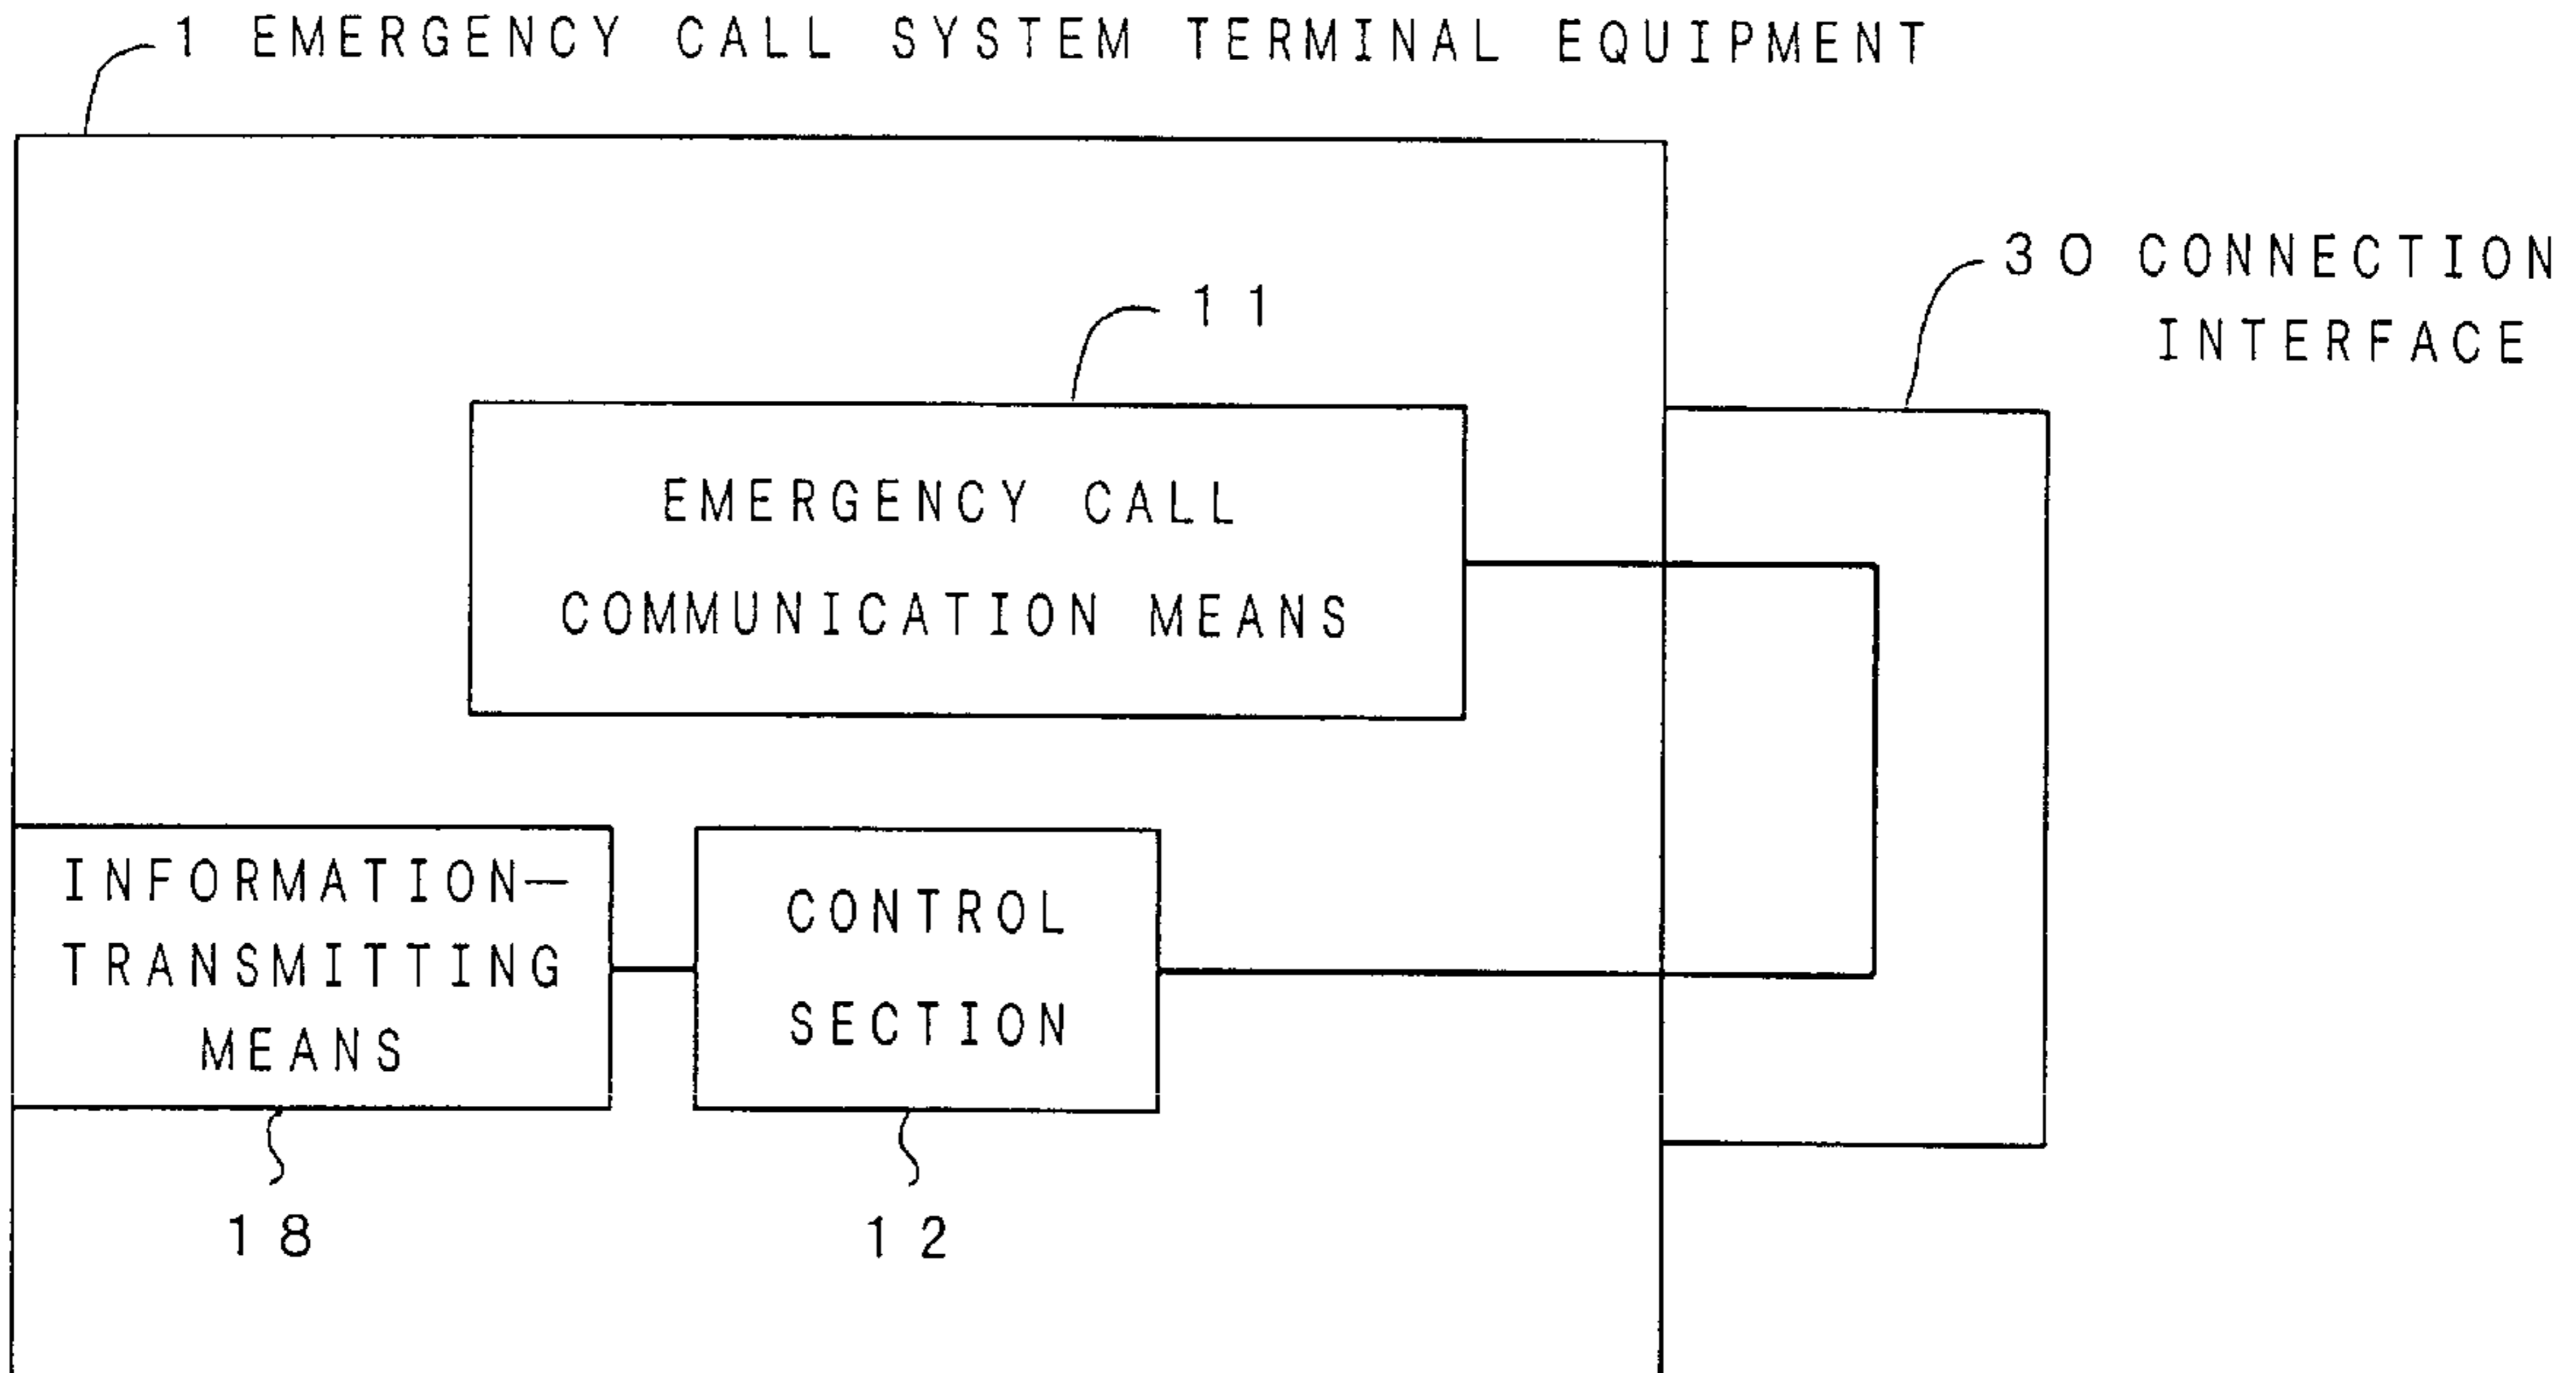 1 EMERGENCY CALL SYSTEM TERMINAL EQUIPMENT
30 CONNECTION
INTERFACE
11
EMERGENCY CALL
COMMUNICATION MEANS
INFORMATION—
TRANSMITTING
MEANS
CONTROL
SECTION
18
12